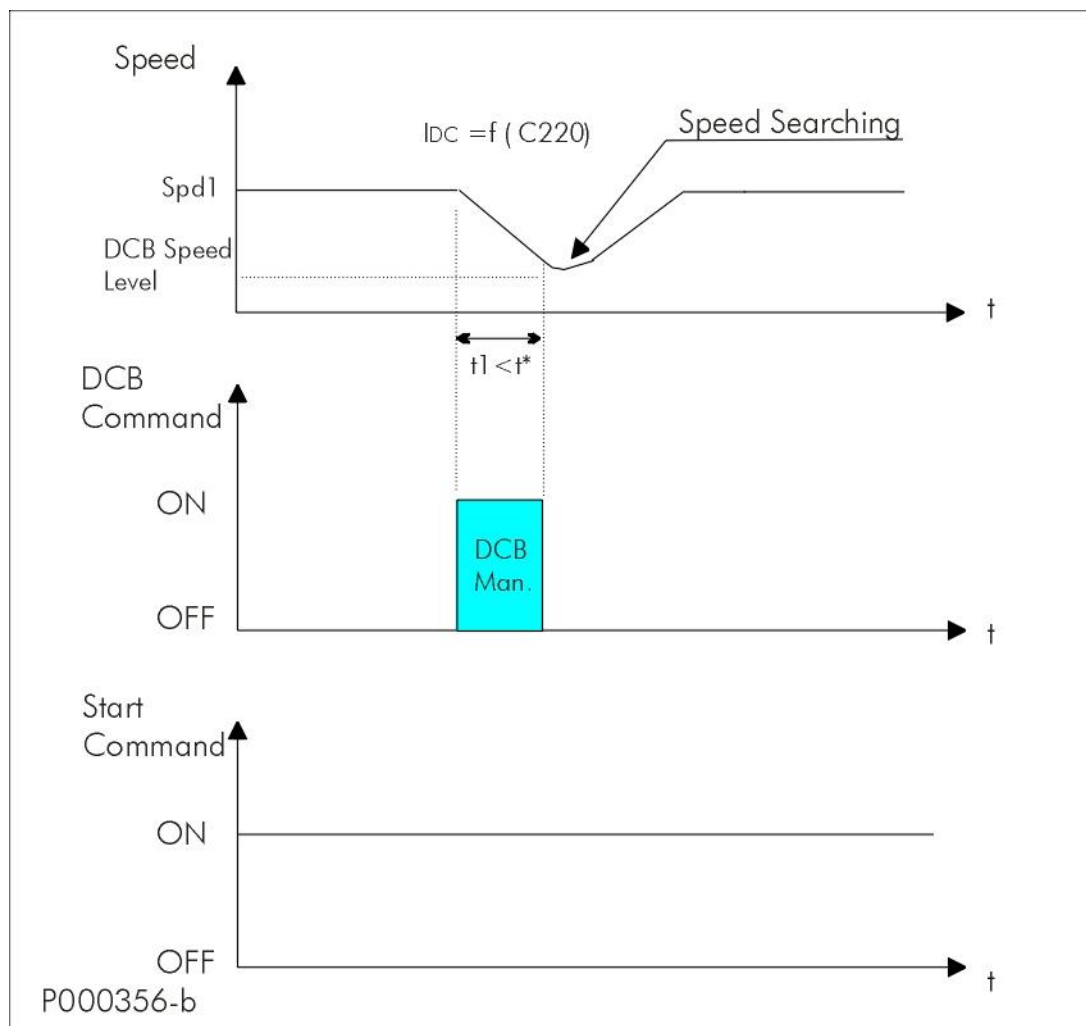 Speed
IDC =f ( C220)
Speed Searching
Spd1
DCB Speed
Level
t
t1 <t*
DCB
Command
ON
DCB
Man.
OFF
t
Start
Command
ON
OFF
t
P000356-b